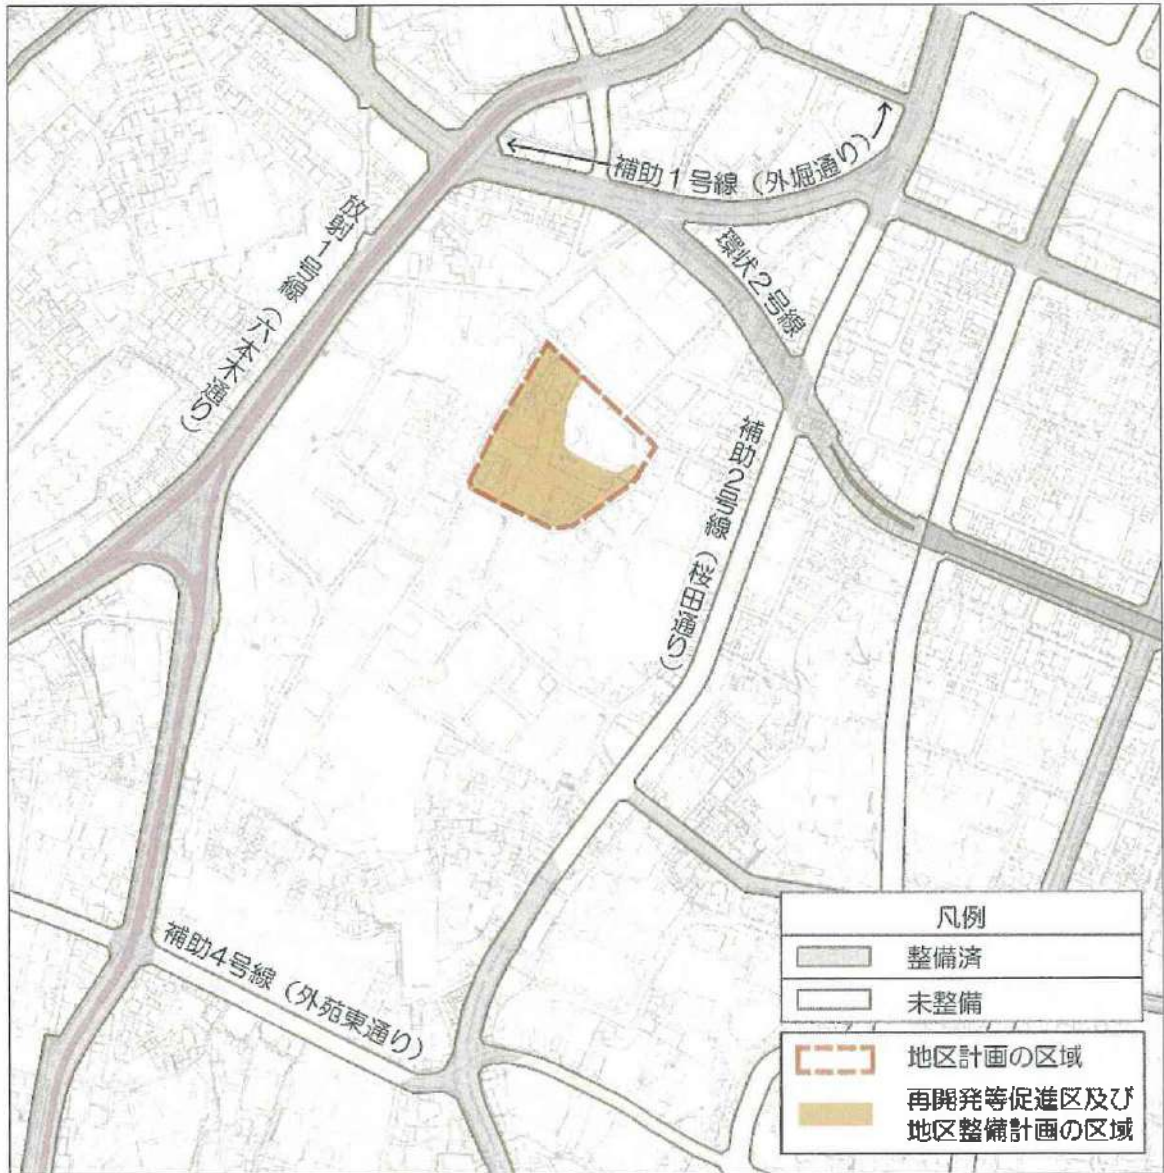 補助1号線（外堀通り）
環状2号線
放射1号線（六本木通り）
補助2号線（桜田通り）
補助4号線（外苑東通り）
凡例
整備済
未整備
地区計画の区域
再開発等促進区及び
地区整備計画の区域